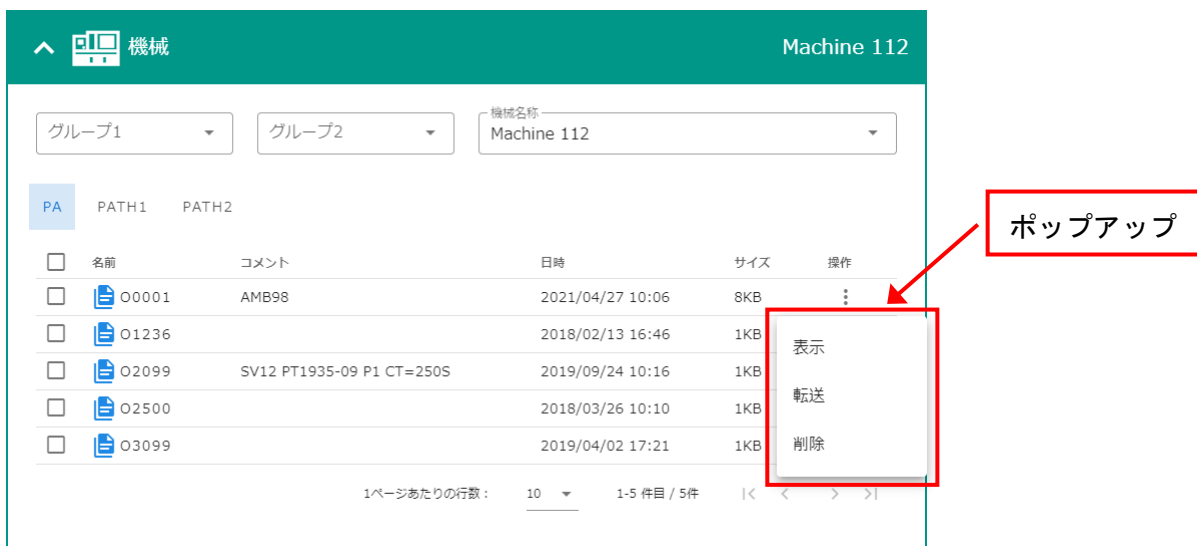 機械 Machine 112
グループ1 グループ2 機械名称 Machine 112
PA PATH1 PATH2
ポップアップ
名前 コメント 日時 サイズ 操作
O0001 AMB98 2021/04/27 10:06 8KB
O1236 2018/02/13 16:46 1KB
O2099 SV12 PT1935-09 P1 CT=250S 2019/09/24 10:16 1KB
O2500 2018/03/26 10:10 1KB
O3099 2019/04/02 17:21 1KB
表示
転送
削除
1ページあたりの行数: 10 1-5 件目 / 5件